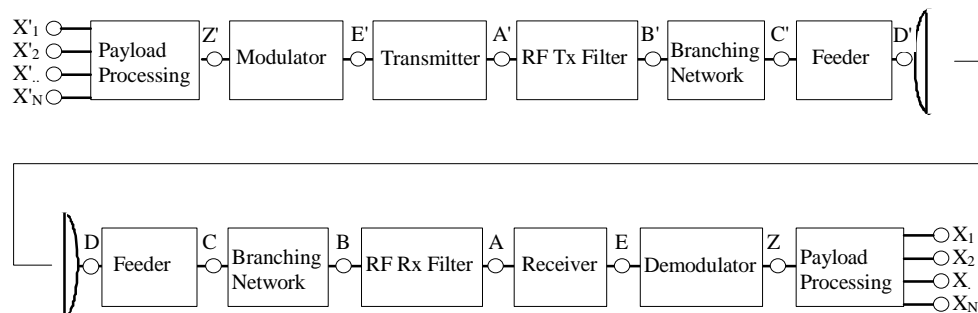 X'1
X'2
X'..
X'N
Payload
Processing
Z'
Modulator
E'
Transmitter
A'
RF Tx Filter
B'
Branching
Network
C'
Feeder
D'
D
Feeder
C
Branching
Network
B
RF Rx Filter
A
Receiver
E
Demodulator
Z
Payload
Processing
X1
X2
X.
XN